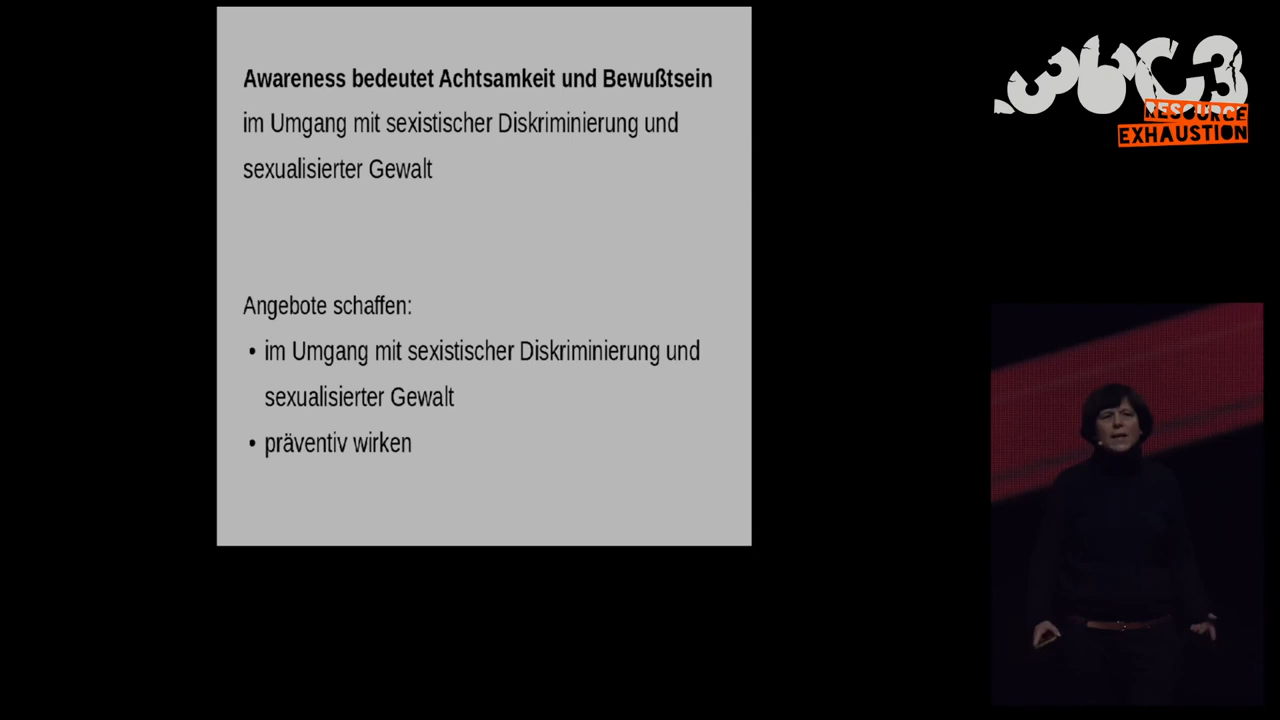 Awareness bedeutet Achtsamkeit und Bewußtsein
im Umgang mit sexistischer Diskriminierung und
sexualisierter Gewalt
Angebote schaffen:
• im Umgang mit sexistischer Diskriminierung und
sexualisierter Gewalt
• präventiv wirken
36C3
RESOURCE
EXHAUSTION